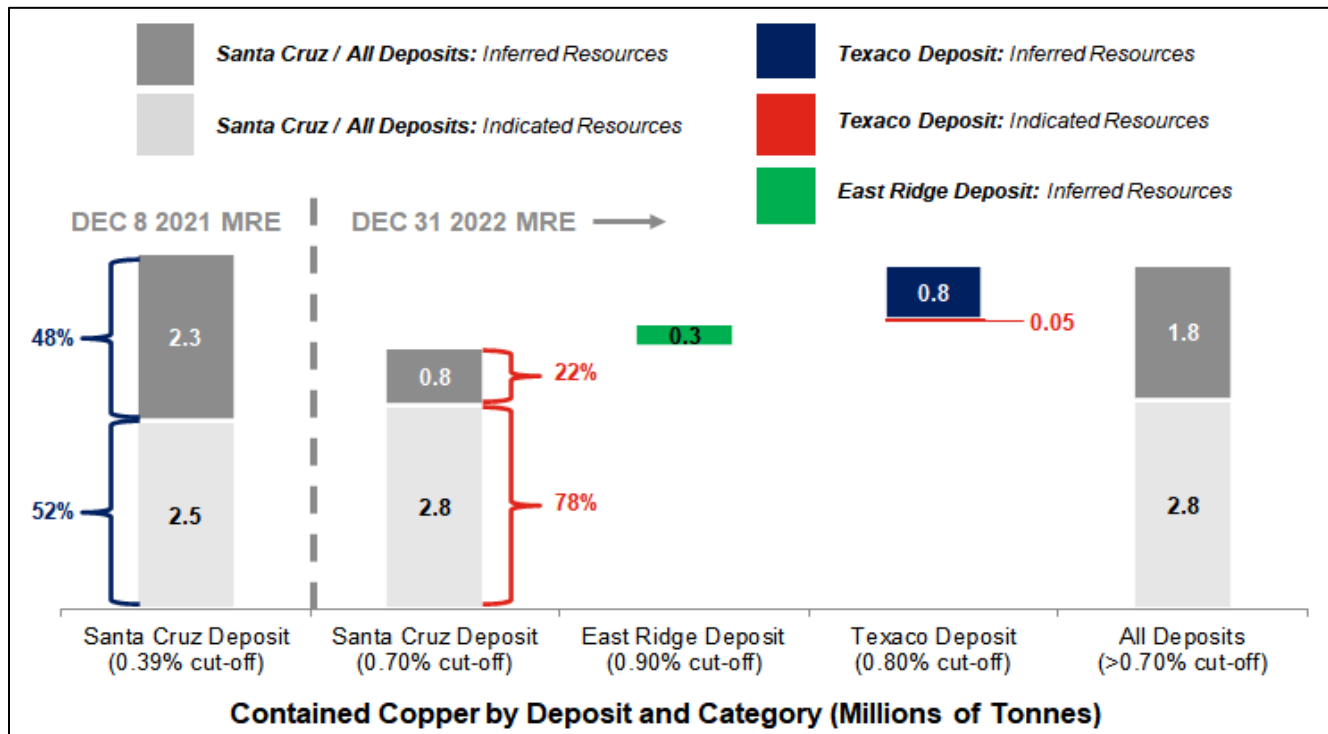 Santa Cruz / All Deposits: Inferred Resources
Santa Cruz / All Deposits: Indicated Resources
Texaco Deposit: Inferred Resources
Texaco Deposit: Indicated Resources
East Ridge Deposit: Inferred Resources
DEC 8 2021 MRE
DEC 31 2022 MRE
48%
2.3
52%
2.5
0.8
22%
2.8
78%
0.3
0.8
0.05
1.8
2.8
Santa Cruz Deposit
(0.39% cut-off)
Santa Cruz Deposit
(0.70% cut-off)
East Ridge Deposit
(0.90% cut-off)
Texaco Deposit
(0.80% cut-off)
All Deposits
(>0.70% cut-off)
Contained Copper by Deposit and Category (Millions of Tonnes)